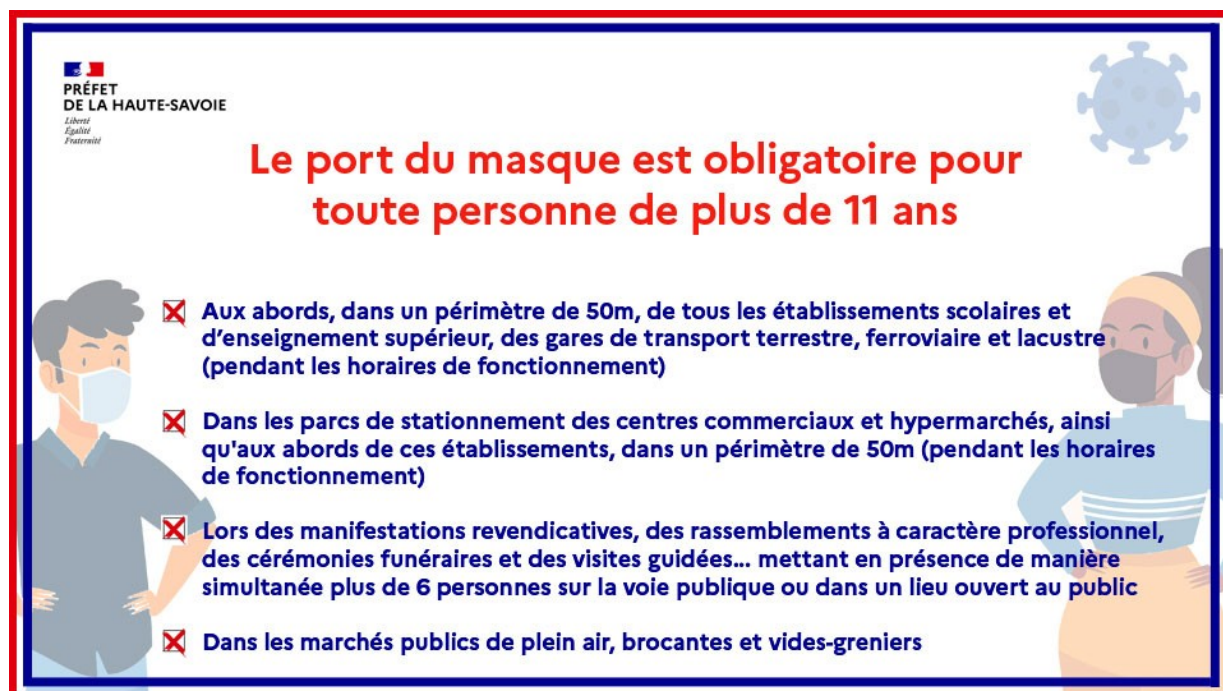 PRÉFET
DE LA HAUTE-SAVOIE
Liberté
Égalité
Fraternité
Le port du masque est obligatoire pour
toute personne de plus de 11 ans
Aux abords, dans un périmètre de 50m, de tous les établissements scolaires et
d'enseignement supérieur, des gares de transport terrestre, ferroviaire et lacustre
(pendant les horaires de fonctionnement)
Dans les parcs de stationnement des centres commerciaux et hypermarchés, ainsi
qu'aux abords de ces établissements, dans un périmètre de 50m (pendant les horaires
de fonctionnement)
Lors des manifestations revendicatives, des rassemblements à caractère professionnel,
des cérémonies funéraires et des visites guidées... mettant en présence de manière
simultanée plus de 6 personnes sur la voie publique ou dans un lieu ouvert au public
Dans les marchés publics de plein air, brocantes et vides-greniers